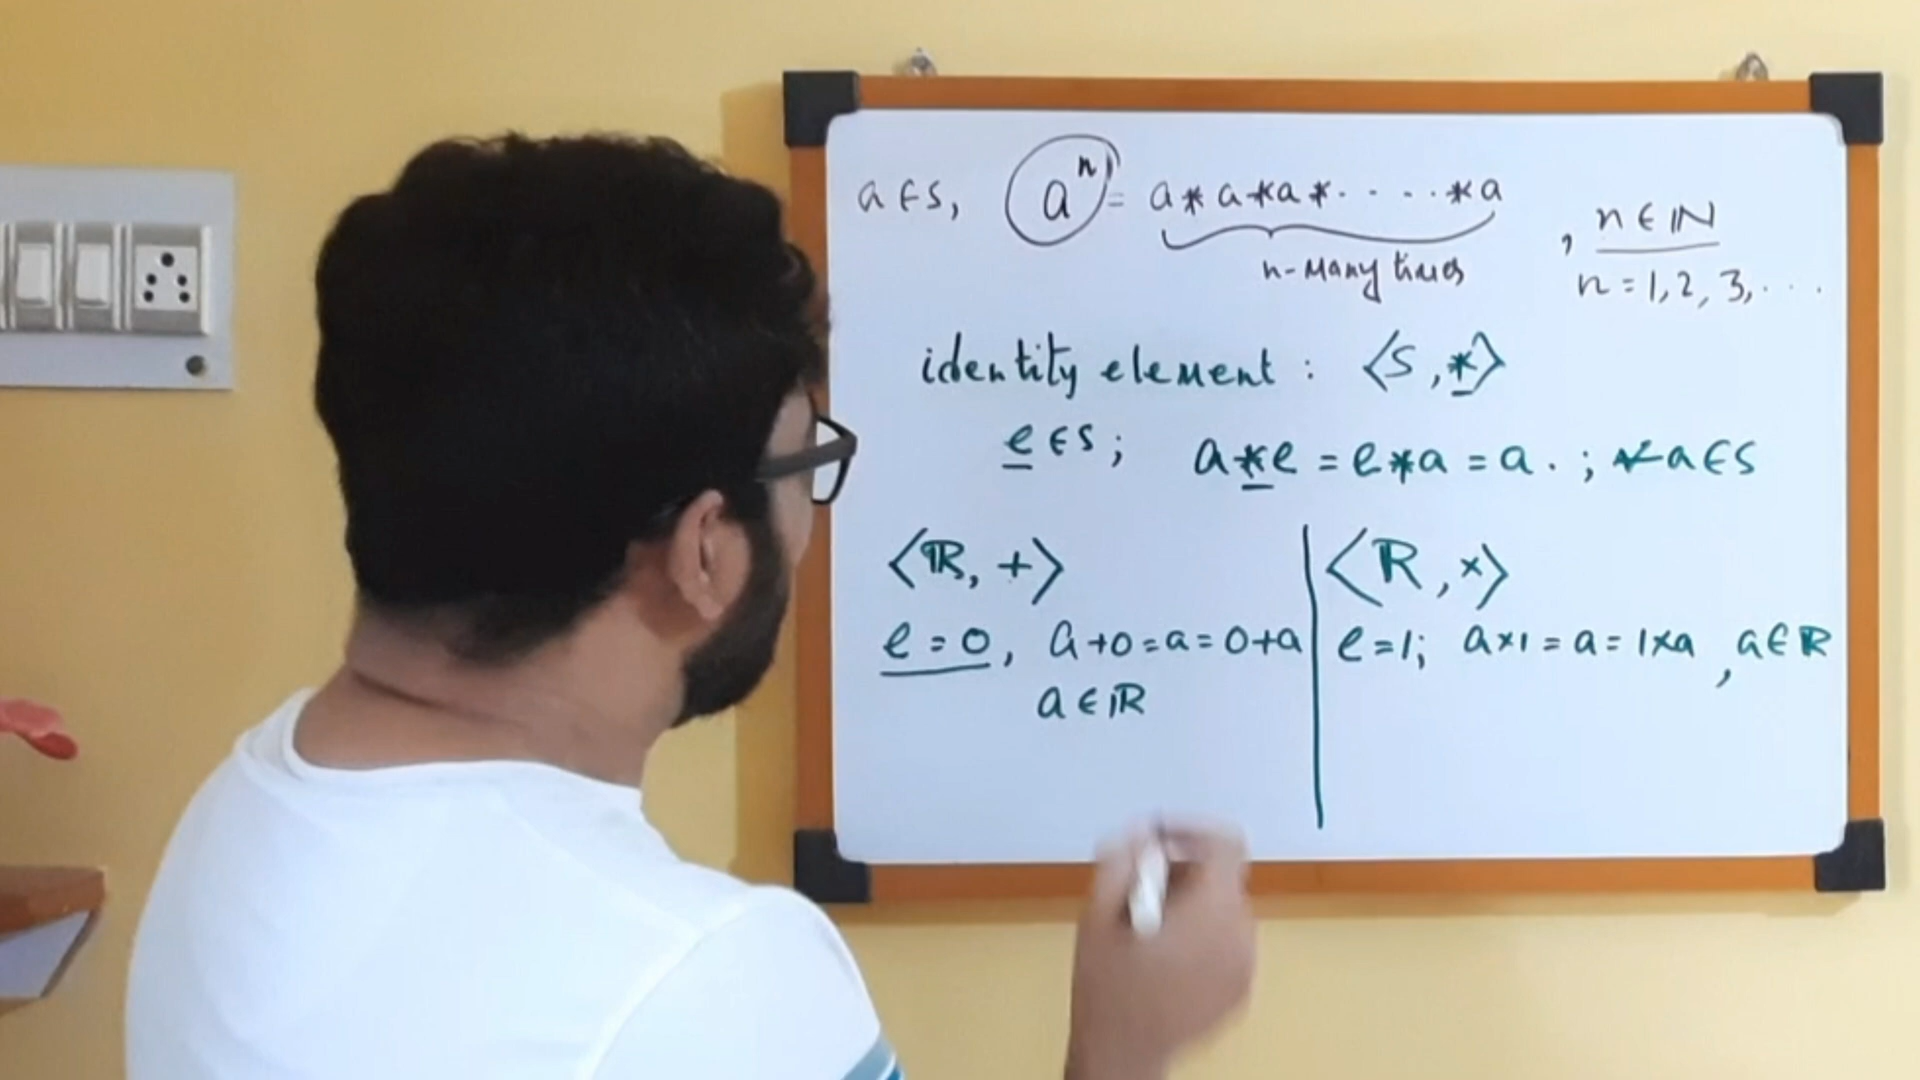 a ∈ S, aⁿ = a * a * a * ····· * a , n ∈ ℕ
n-many times n = 1, 2, 3, ···
identity element : ⟨S, *⟩
e ∈ S ; a * e = e * a = a . ; ∀ a ∈ S
⟨ℝ, +⟩
e = 0, a + 0 = a = 0 + a
a ∈ ℝ
⟨ℝ, ×⟩
e = 1; a × 1 = a = 1 × a , a ∈ ℝ